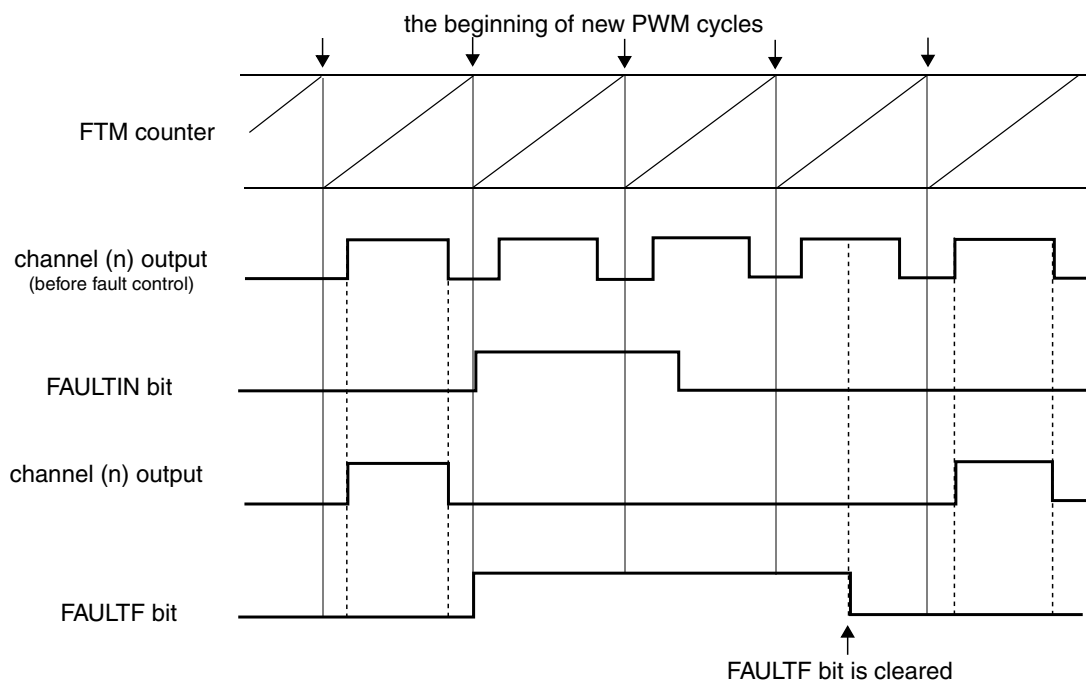 the beginning of new PWM cycles
FTM counter
channel (n) output
(before fault control)
FAULTIN bit
channel (n) output
FAULTF bit
FAULTF bit is cleared